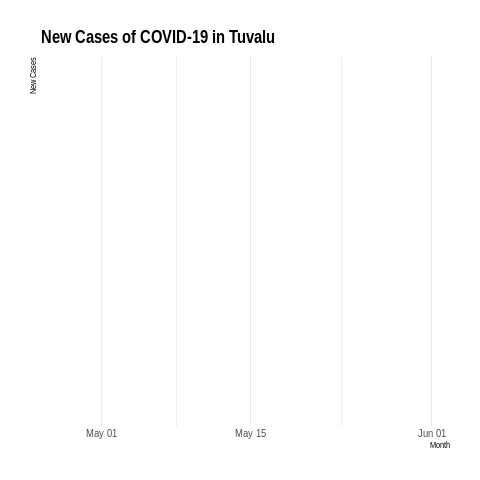 New Cases of COVID-19 in Tuvalu
New Cases
May 01
May 15
Jun 01
Month